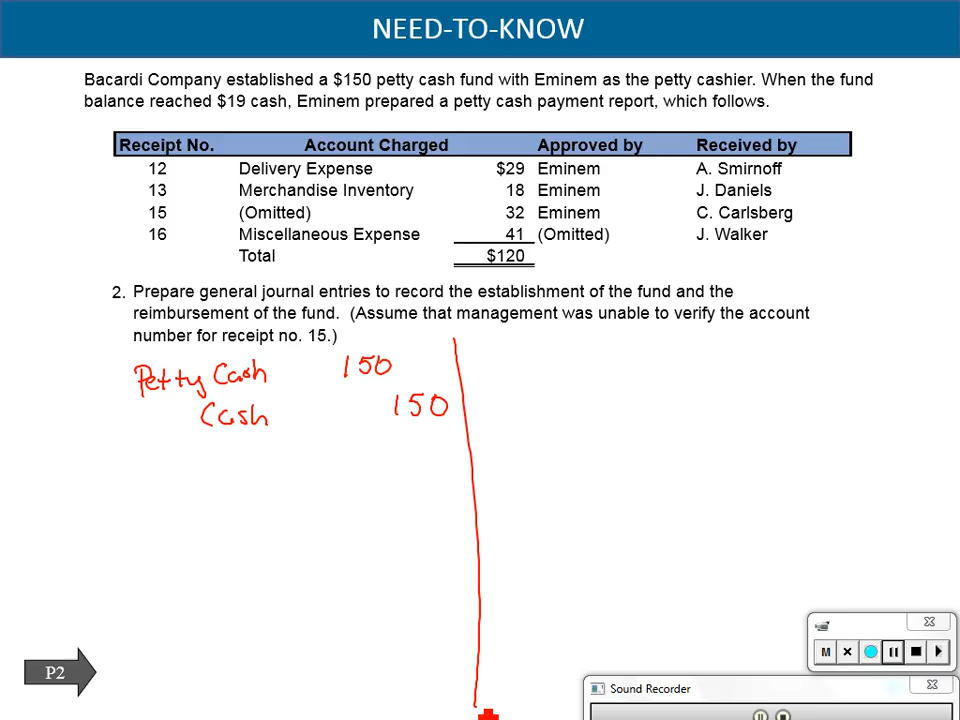 NEED-TO-KNOW
Bacardi Company established a $150 petty cash fund with Eminem as the petty cashier. When the fund
balance reached $19 cash, Eminem prepared a petty cash payment report, which follows.
Receipt No. Account Charged Approved by Received by
12 Delivery Expense $29 Eminem A. Smirnoff
13 Merchandise Inventory 18 Eminem J. Daniels
15 (Omitted) 32 Eminem C. Carlsberg
16 Miscellaneous Expense 41 (Omitted) J. Walker
Total $120
2. Prepare general journal entries to record the establishment of the fund and the
reimbursement of the fund. (Assume that management was unable to verify the account
number for receipt no. 15.)
Petty Cash 150
Cash 150
P2
M
Sound Recorder